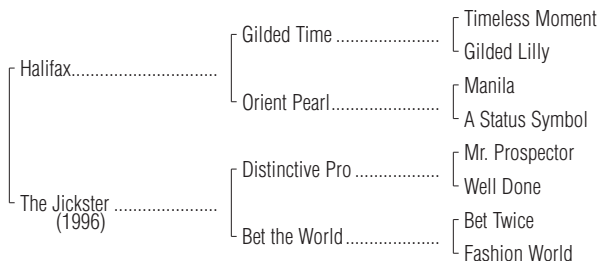 Timeless Moment
Gilded Time ......................
Gilded Lilly
Halifax..............................
Manila
Orient Pearl.......................
A Status Symbol
Mr. Prospector
Distinctive Pro ..................
Well Done
The Jickster .....................
(1996)
Bet Twice
Bet the World....................
Fashion World